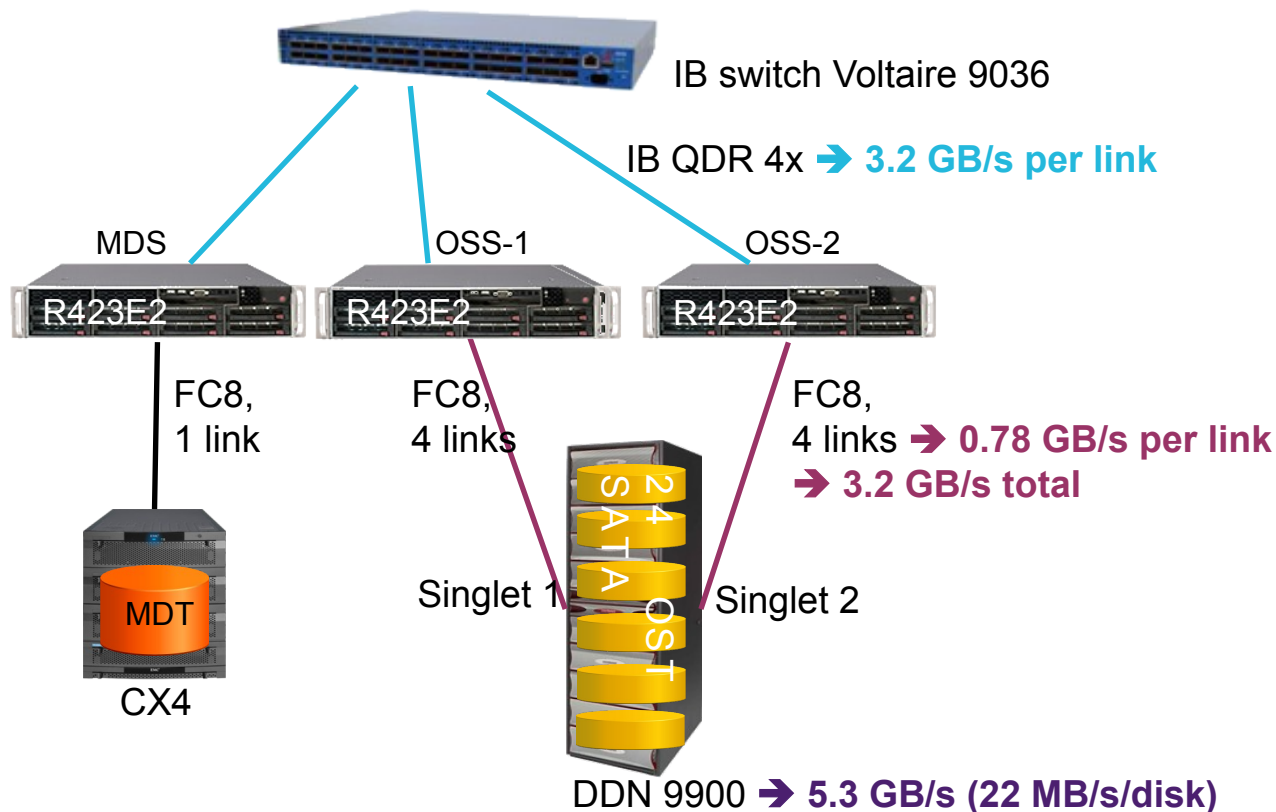 IB switch Voltaire 9036
IB QDR 4x ➔ 3.2 GB/s per link
MDS
OSS-1
OSS-2
R423E2
R423E2
R423E2
FC8,
1 link
FC8,
4 links
FC8,
4 links ➔ 0.78 GB/s per link
➔ 3.2 GB/s total
24 OST
SATA
Singlet 1
Singlet 2
MDT
CX4
DDN 9900 ➔ 5.3 GB/s (22 MB/s/disk)